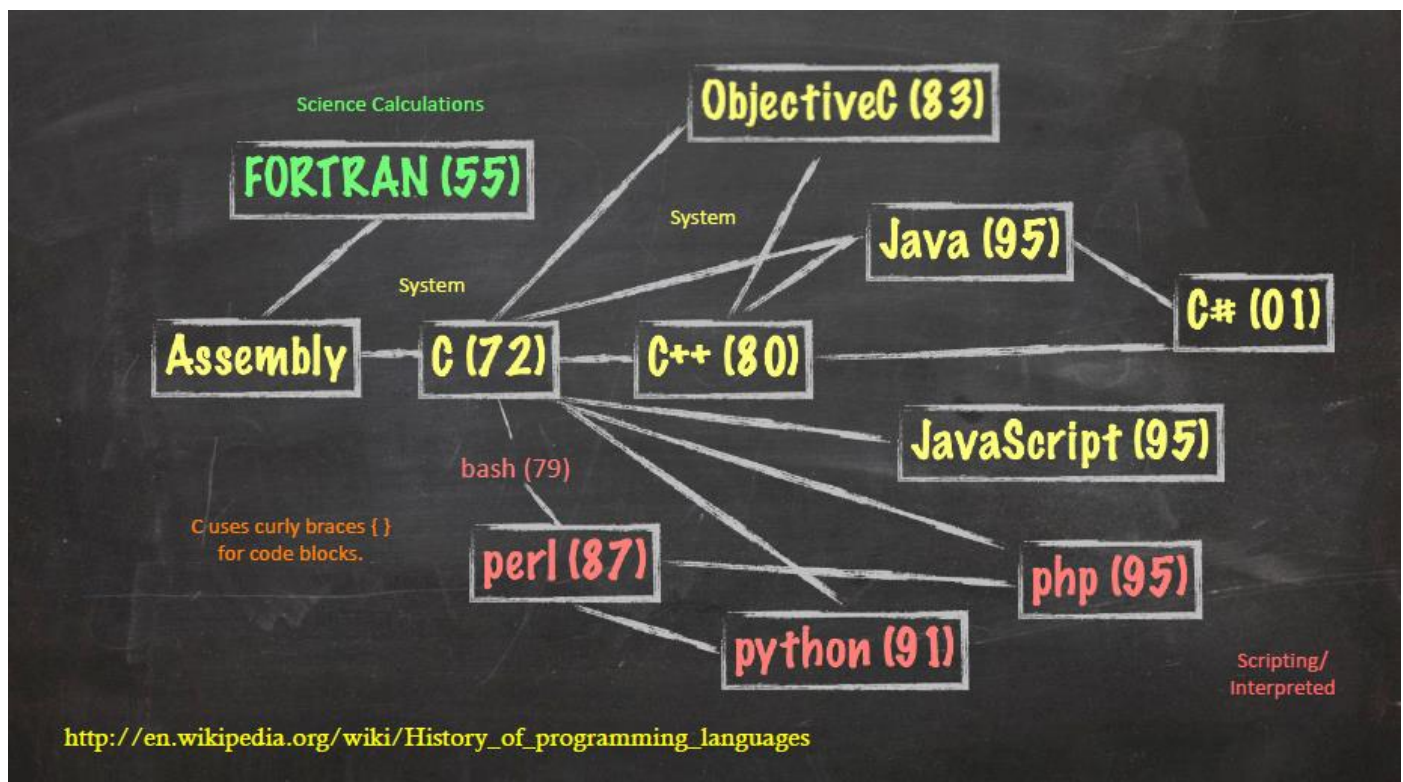 ObjectiveC (83)
Science Calculations
FORTRAN (55)
System
Java (95)
System
C# (01)
Assembly
C (72)
C++ (80)
JavaScript (95)
bash (79)
C uses curly braces { }
for code blocks.
perl (87)
php (95)
python (91)
Scripting/
Interpreted
http://en.wikipedia.org/wiki/History_of_programming_languages